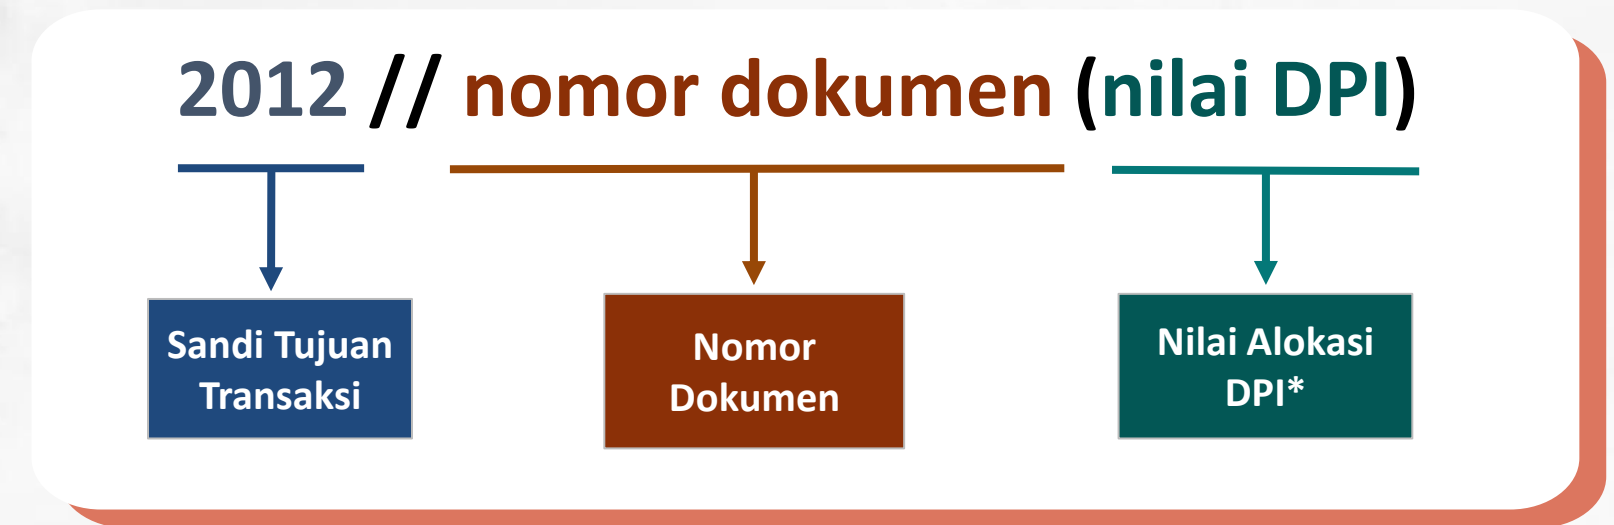 2012 // nomor dokumen (nilai DPI)
Sandi Tujuan
Transaksi
Nomor
Dokumen
Nilai Alokasi
DPI*